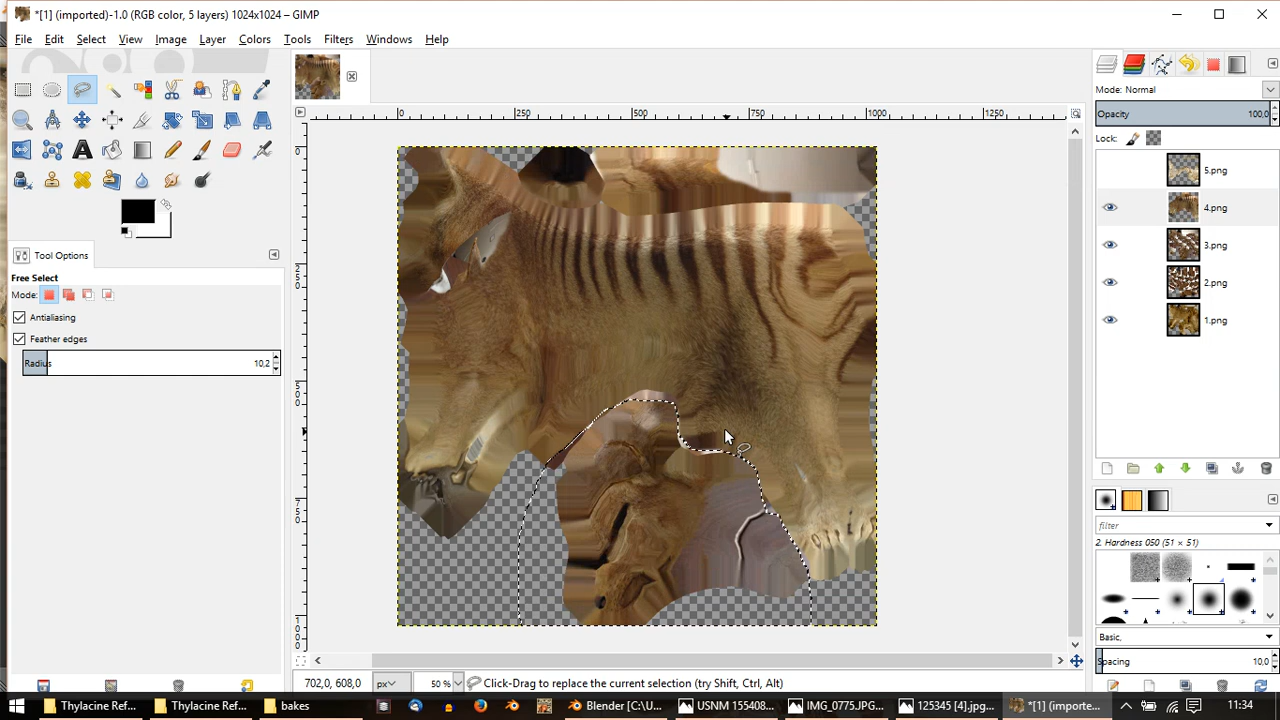 *[1] (imported)-1.0 (RGB color, 5 layers) 1024x1024 – GIMP
File Edit Select View Image Layer Colors Tools Filters Windows Help
Mode: Normal
Opacity 100,0
Lock:
5.png
4.png
3.png
2.png
1.png
0 250 500 750 1000 1250
0
250
500
750
1000
Tool Options
Free Select
Mode:
Antialiasing
Feather edges
Radius 10,2
filter
2. Hardness 050 (51 × 51)
Basic,
Spacing 10,0
702,0, 608,0 px 50 % Click-Drag to replace the current selection (try Shift, Ctrl, Alt)
Thylacine Ref... Thylacine Ref... bakes Blender [C:\U... USNM 155408... IMG_0775.JPG... 125345 [4].jpg... *[1] (importe... 11:34